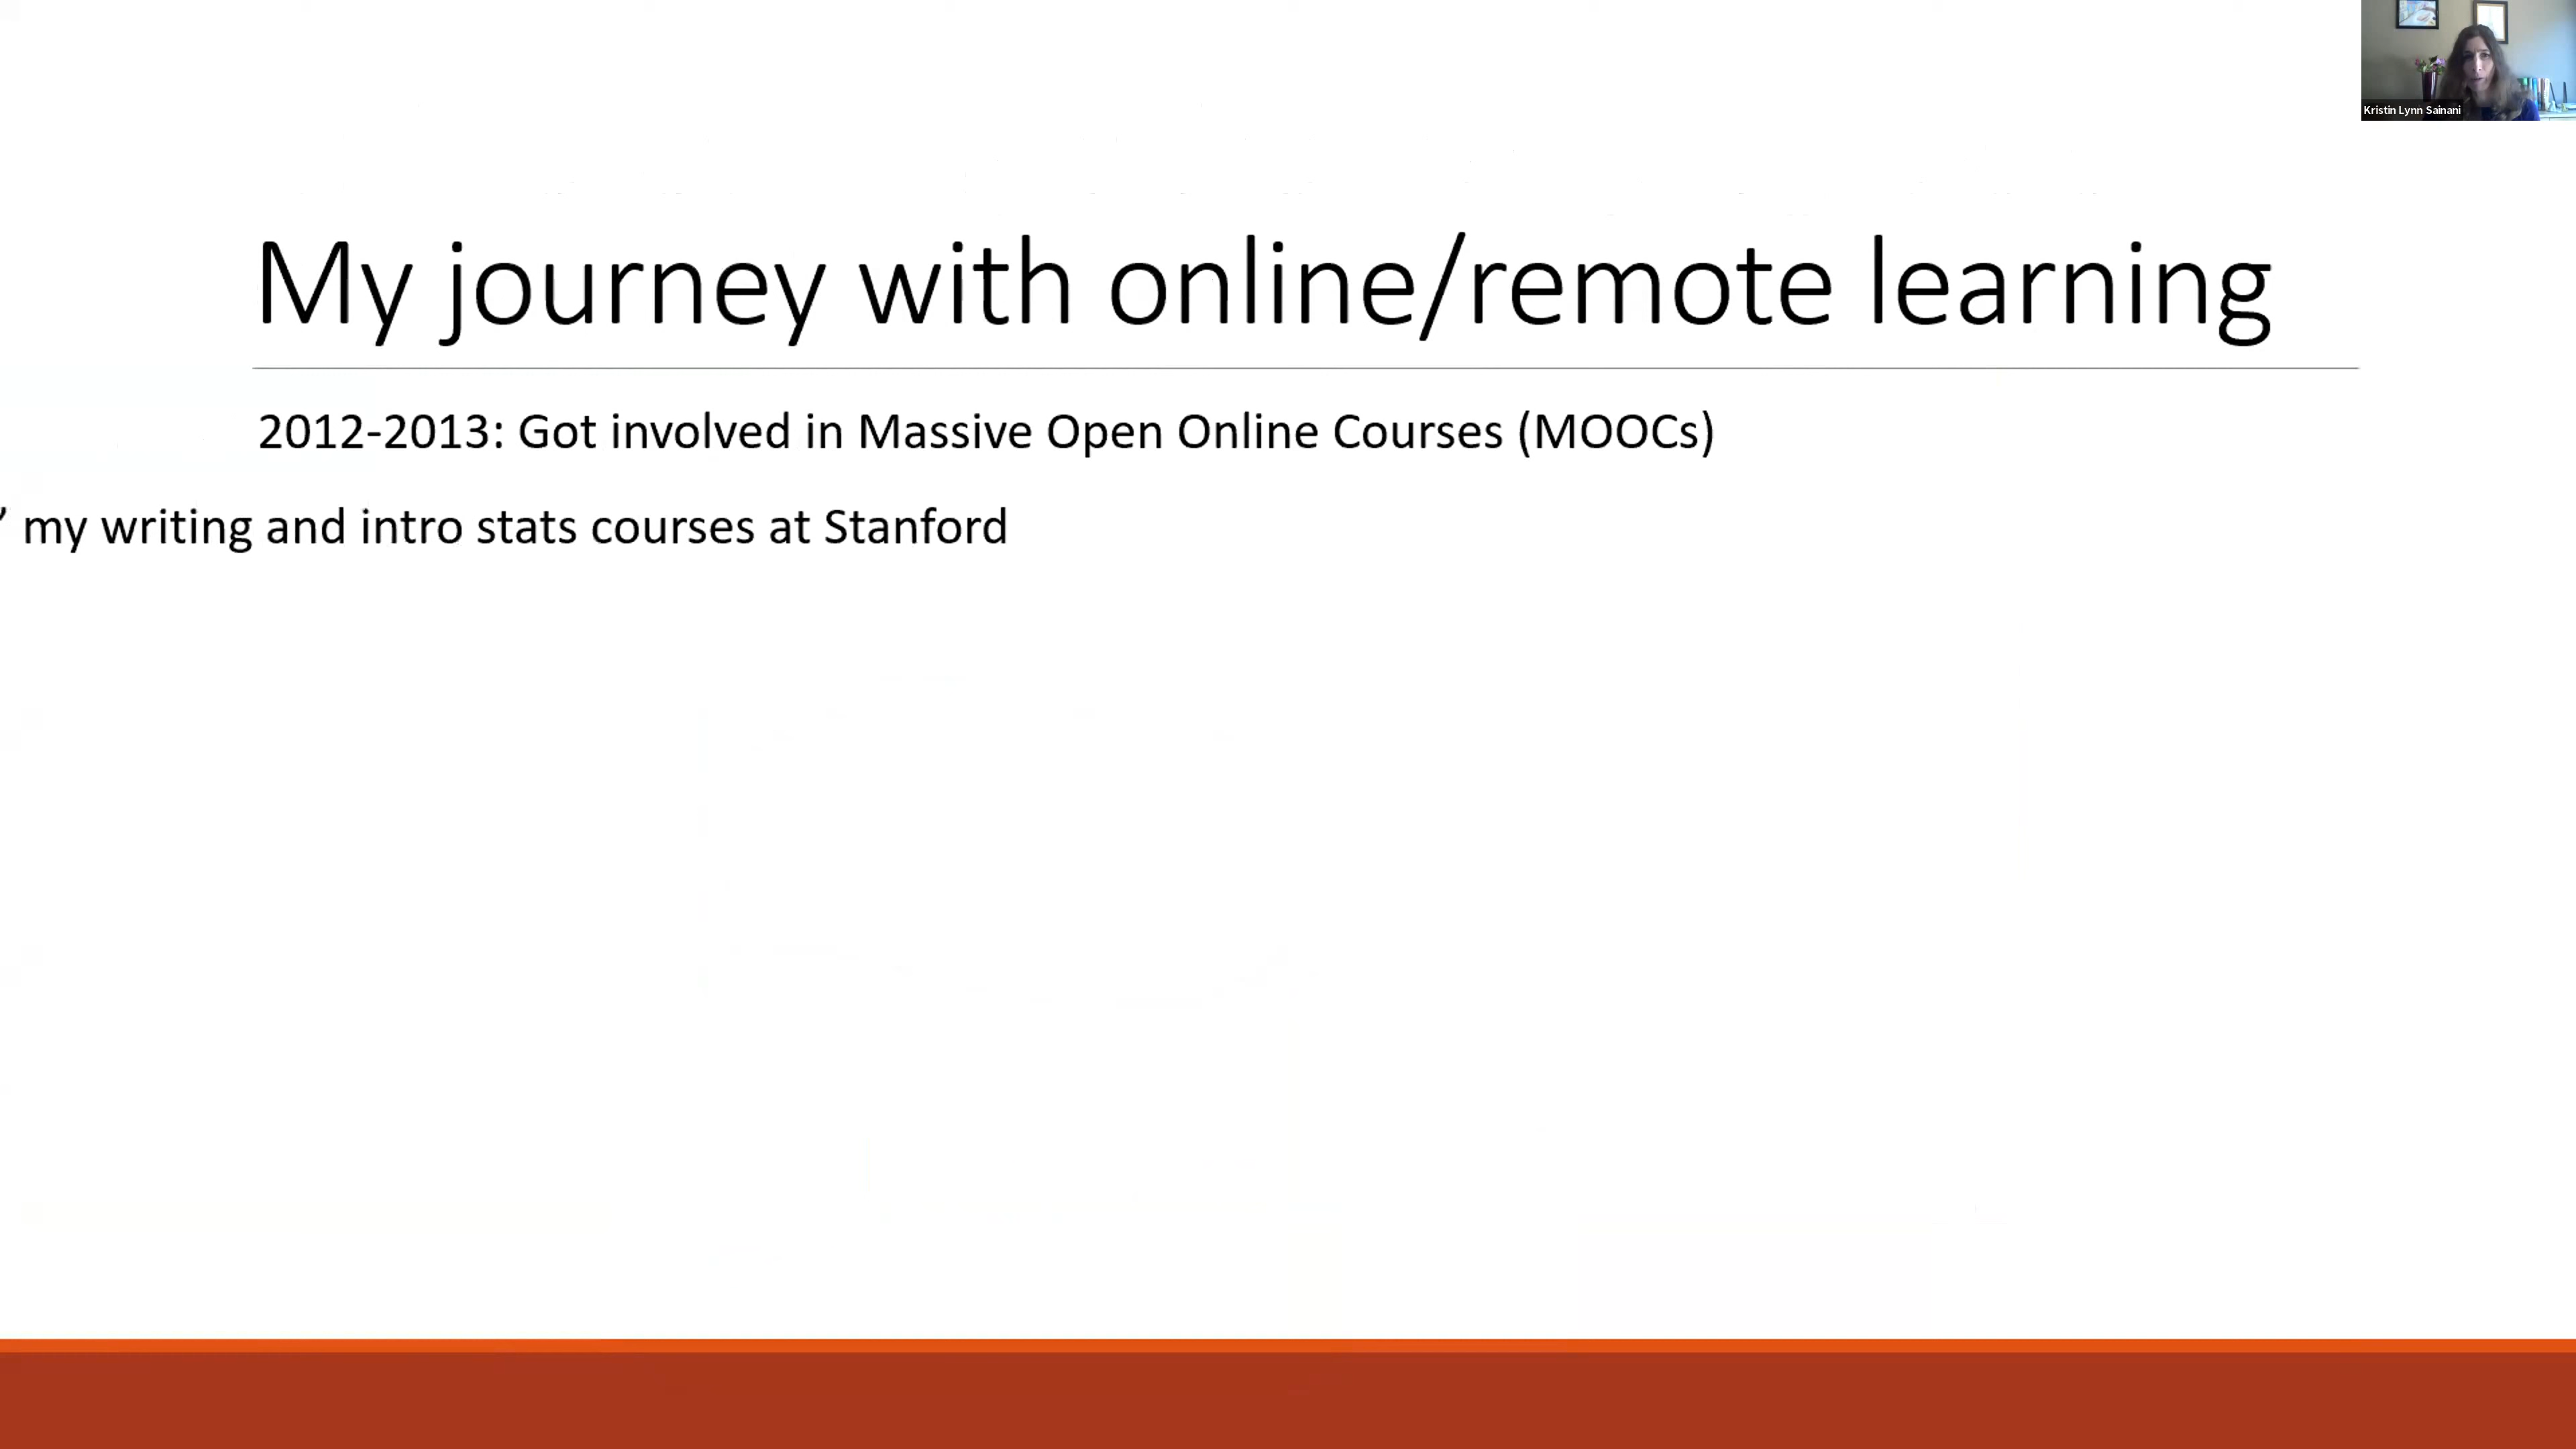 Kristin Lynn Sainani
My journey with online/remote learning
2012-2013: Got involved in Massive Open Online Courses (MOOCs)
” my writing and intro stats courses at Stanford